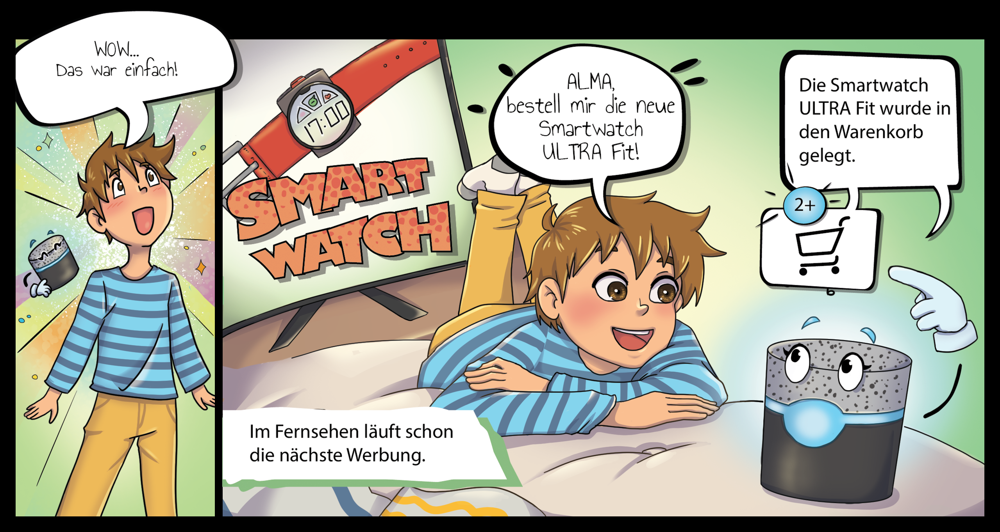 WOW...
Das war einfach!
17:00
SMART
WATCH
ALMA,
bestell mir die neue
Smartwatch
ULTRA Fit!
Die Smartwatch
ULTRA Fit wurde in
den Warenkorb
gelegt.
2+
Im Fernsehen läuft schon
die nächste Werbung.